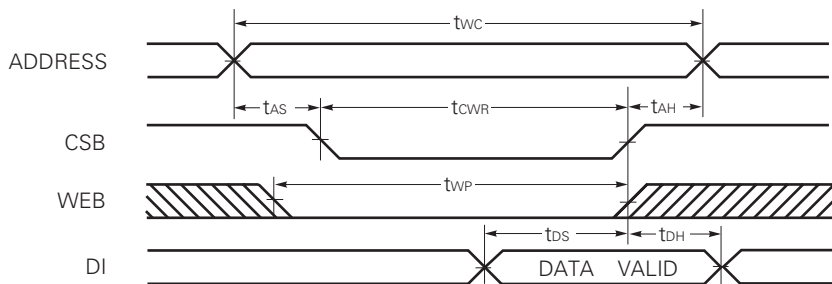 tWC
ADDRESS
tAS tCWR tAH
CSB
tWP
WEB
tDS tDH
DI DATA VALID